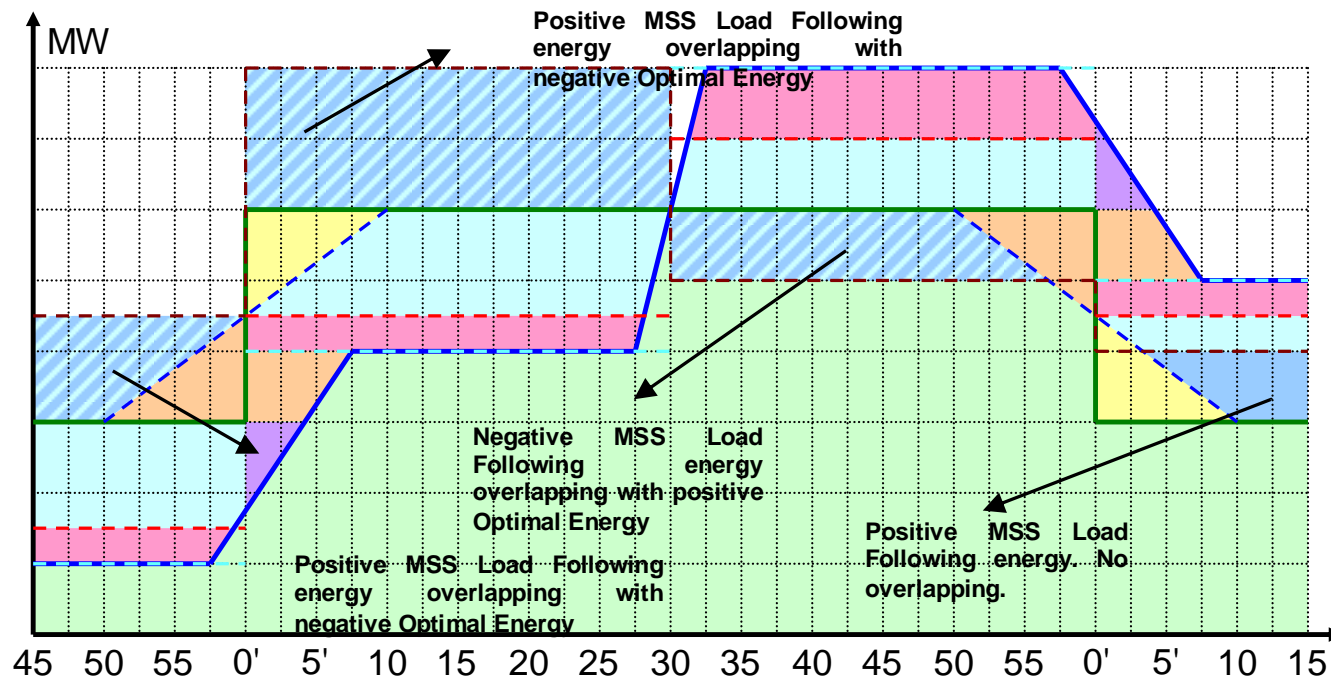 MW
Positive MSS Load Following
energy overlapping with
negative Optimal Energy
Negative MSS Load
Following energy
overlapping with positive
Optimal Energy
Positive MSS Load
Following energy. No
overlapping.
Positive MSS Load Following with
energy overlapping with
negative Optimal Energy
45 50 55 0' 5' 10 15 20 25 30 35 40 45 50 55 0' 5' 10 15